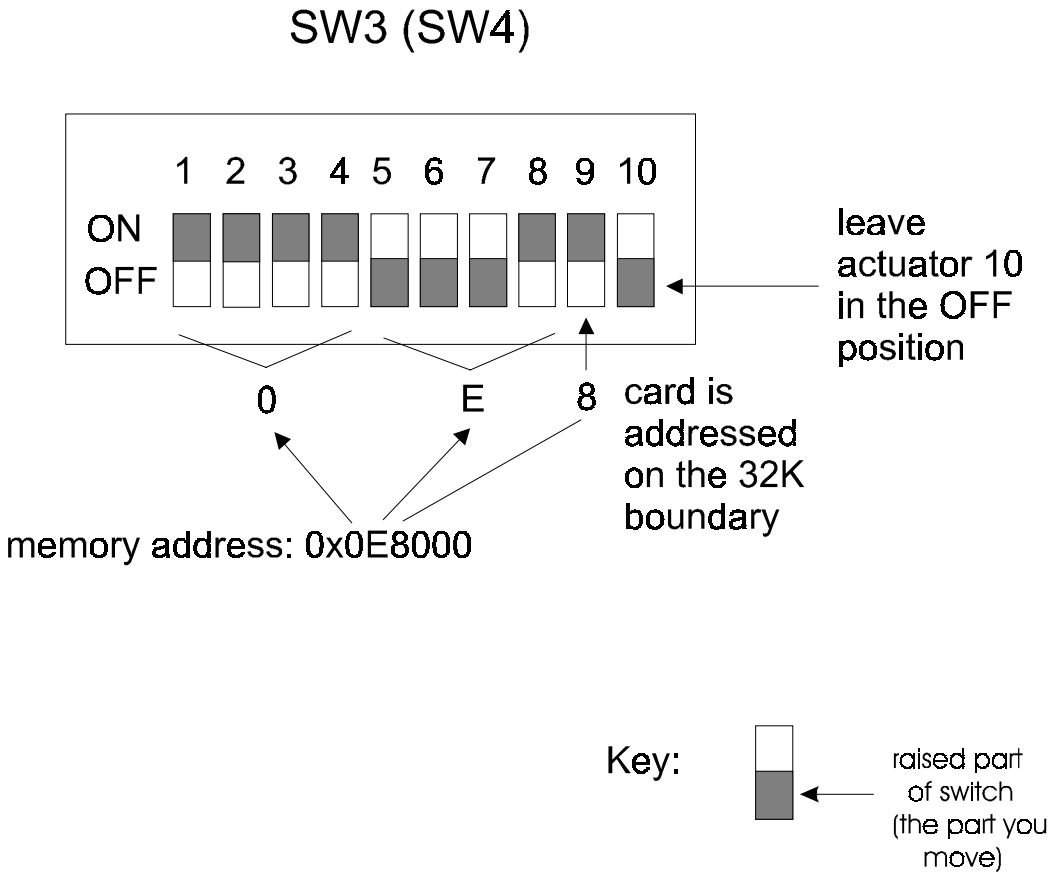 SW3 (SW4)
1 2 3 4 5 6 7 8 9 10
ON
OFF
leave
actuator 10
in the OFF
position
0 E 8
card is
addressed
on the 32K
boundary
memory address: 0x0E8000
Key:
raised part
of switch
(the part you
move)